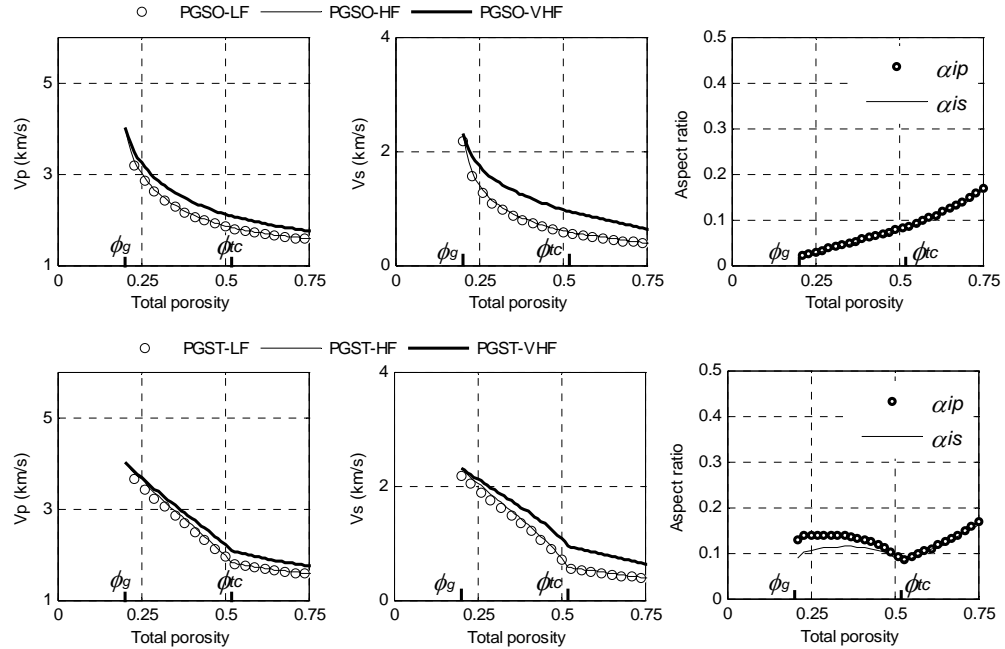 PGSO-LF PGSO-HF PGSO-VHF
5
3
1
Vp (km/s)
ϕg
ϕtc
0 0.25 0.5 0.75
Total porosity
4
2
0
Vs (km/s)
ϕg
ϕtc
0 0.25 0.5 0.75
Total porosity
0.5
0.4
0.3
0.2
0.1
0
Aspect ratio
αip
αis
ϕg
ϕtc
0 0.25 0.5 0.75
Total porosity
PGST-LF PGST-HF PGST-VHF
5
3
1
Vp (km/s)
ϕg
ϕtc
0 0.25 0.5 0.75
Total porosity
4
2
0
Vs (km/s)
ϕg
ϕtc
0 0.25 0.5 0.75
Total porosity
0.5
0.4
0.3
0.2
0.1
0
Aspect ratio
αip
αis
ϕg
ϕtc
0 0.25 0.5 0.75
Total porosity